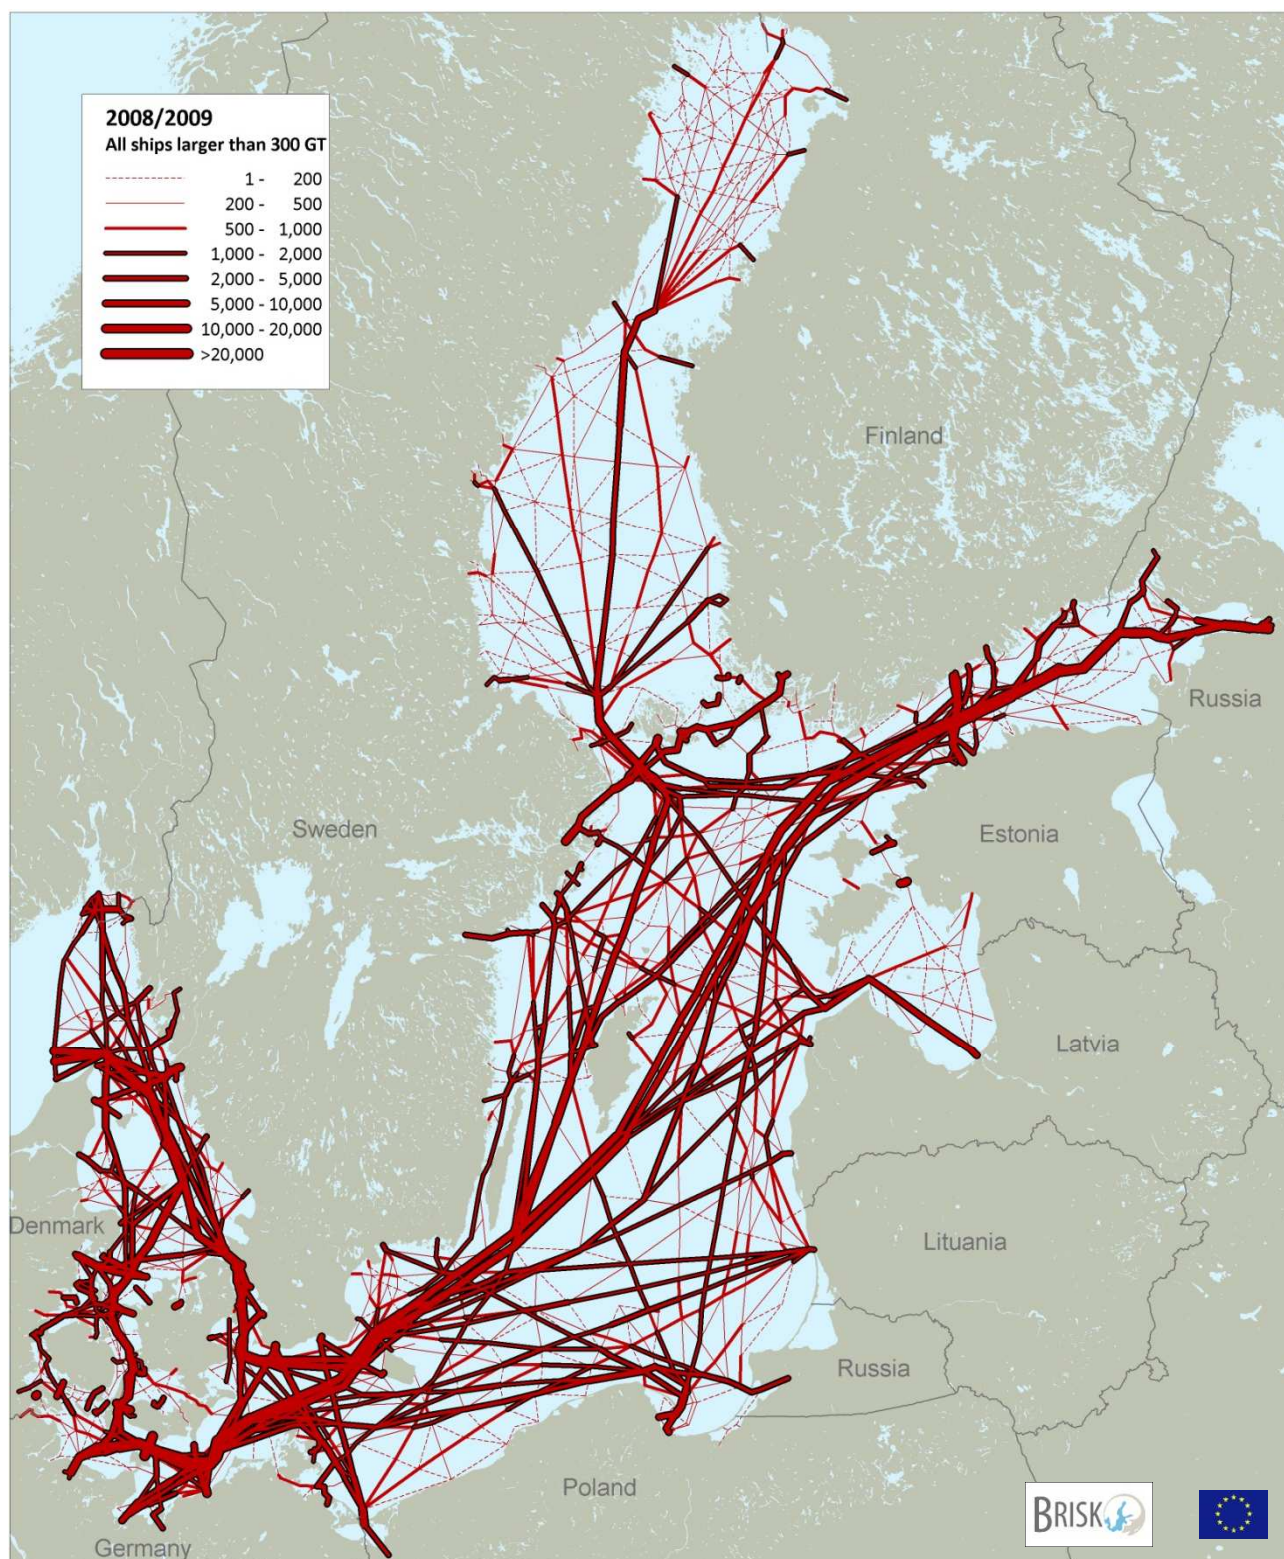 2008/2009
All ships larger than 300 GT
1 - 200
200 - 500
500 - 1,000
1,000 - 2,000
2,000 - 5,000
5,000 - 10,000
10,000 - 20,000
>20,000
Finland
Russia
Sweden
Estonia
Latvia
Denmark
Lituania
Russia
Poland
Germany
BRISK